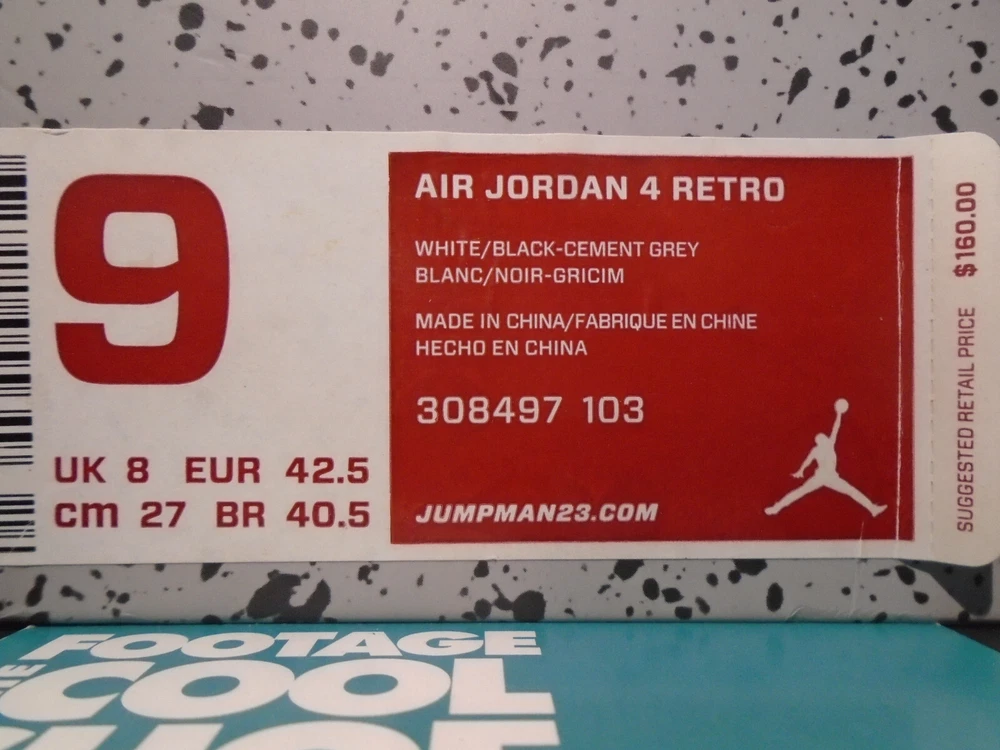 9
UK 8 EUR 42.5
cm 27 BR 40.5
AIR JORDAN 4 RETRO
WHITE/BLACK-CEMENT GREY
BLANC/NOIR-GRICIM
MADE IN CHINA/FABRIQUE EN CHINE
HECHO EN CHINA
308497 103
JUMPMAN23.COM
SUGGESTED RETAIL PRICE $160.00
FOOTAGE
COOL